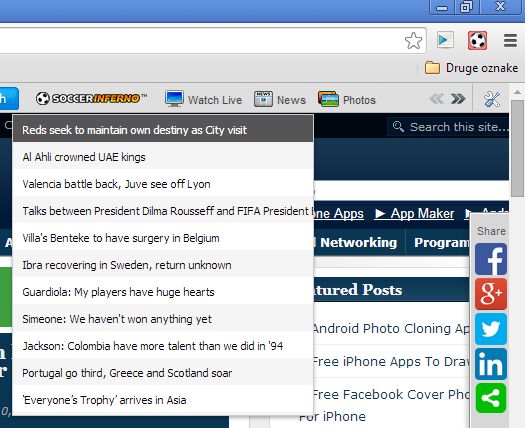 Druge oznake
SOCCERINFERNO™
Watch Live
News
Photos
Search this site...
Reds seek to maintain own destiny as City visit
Al Ahli crowned UAE kings
Valencia battle back, Juve see off Lyon
Talks between President Dilma Rousseff and FIFA President
Villa's Benteke to have surgery in Belgium
Ibra recovering in Sweden, return unknown
Guardiola: My players have huge hearts
Simeone: We haven't won anything yet
Jackson: Colombia have more talent than we did in '94
Portugal go third, Greece and Scotland soar
'Everyone's Trophy' arrives in Asia
one Apps ► App Maker ►
Networking Program
Share
tured Posts
Android Photo Cloning Ap
Free iPhone Apps To Draw
Free Facebook Cover Pho
For iPhone